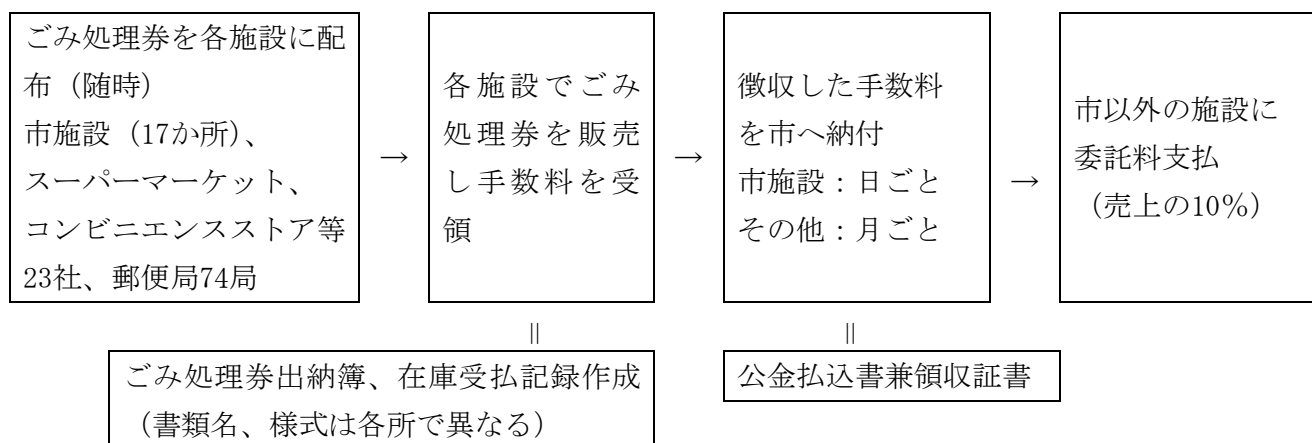 ごみ処理券を各施設に配
布（随時）
市施設（17か所）、
スーパーマーケット、
コンビニエンスストア等
23社、郵便局74局
→
各施設でごみ
処理券を販売
し手数料を受
領
→
徴収した手数料
を市へ納付
市施設：日ごと
その他：月ごと
→
市以外の施設に
委託料支払
（売上の10％）
||
||
ごみ処理券出納簿、在庫受払記録作成
（書類名、様式は各所で異なる）
公金払込書兼領収証書